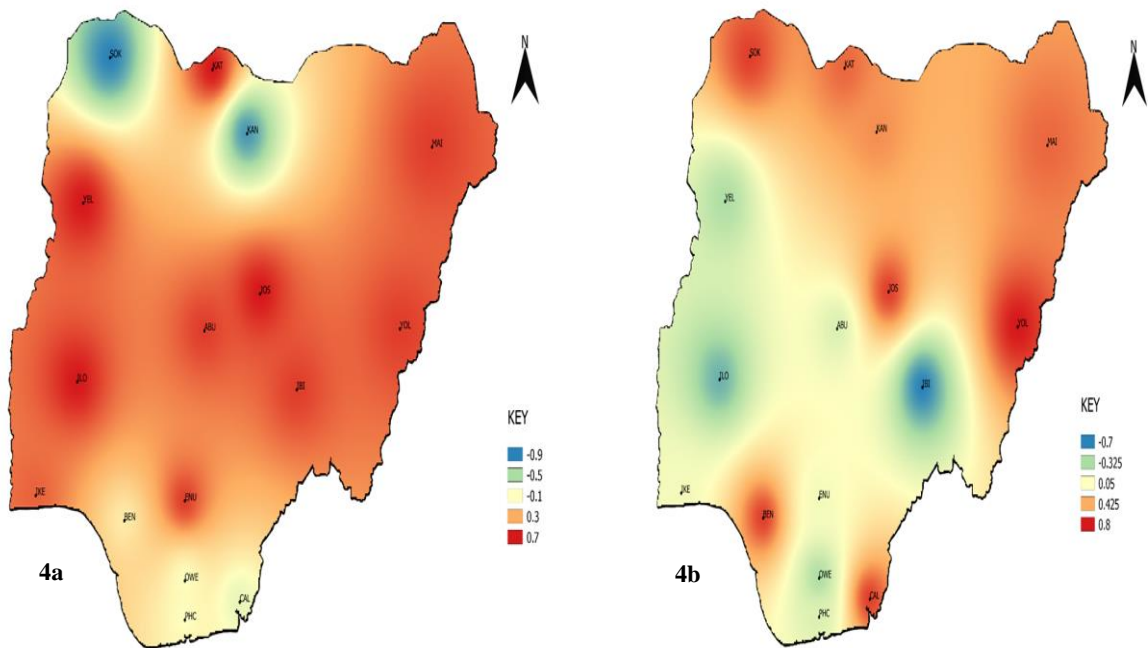 N
SOK
KAT
KAN
MAI
YEL
JOS
ABU
YOL
ILO
IBI
IKE
ENU
BEN
OWE
CAL
PHC
KEY
-0.9
-0.5
-0.1
0.3
0.7
4a
N
SOK
KAT
KAN
MAI
YEL
JOS
ABU
YOL
ILO
IBI
IKE
ENU
BEN
OWE
CAL
PHC
KEY
-0.7
-0.325
0.05
0.425
0.8
4b